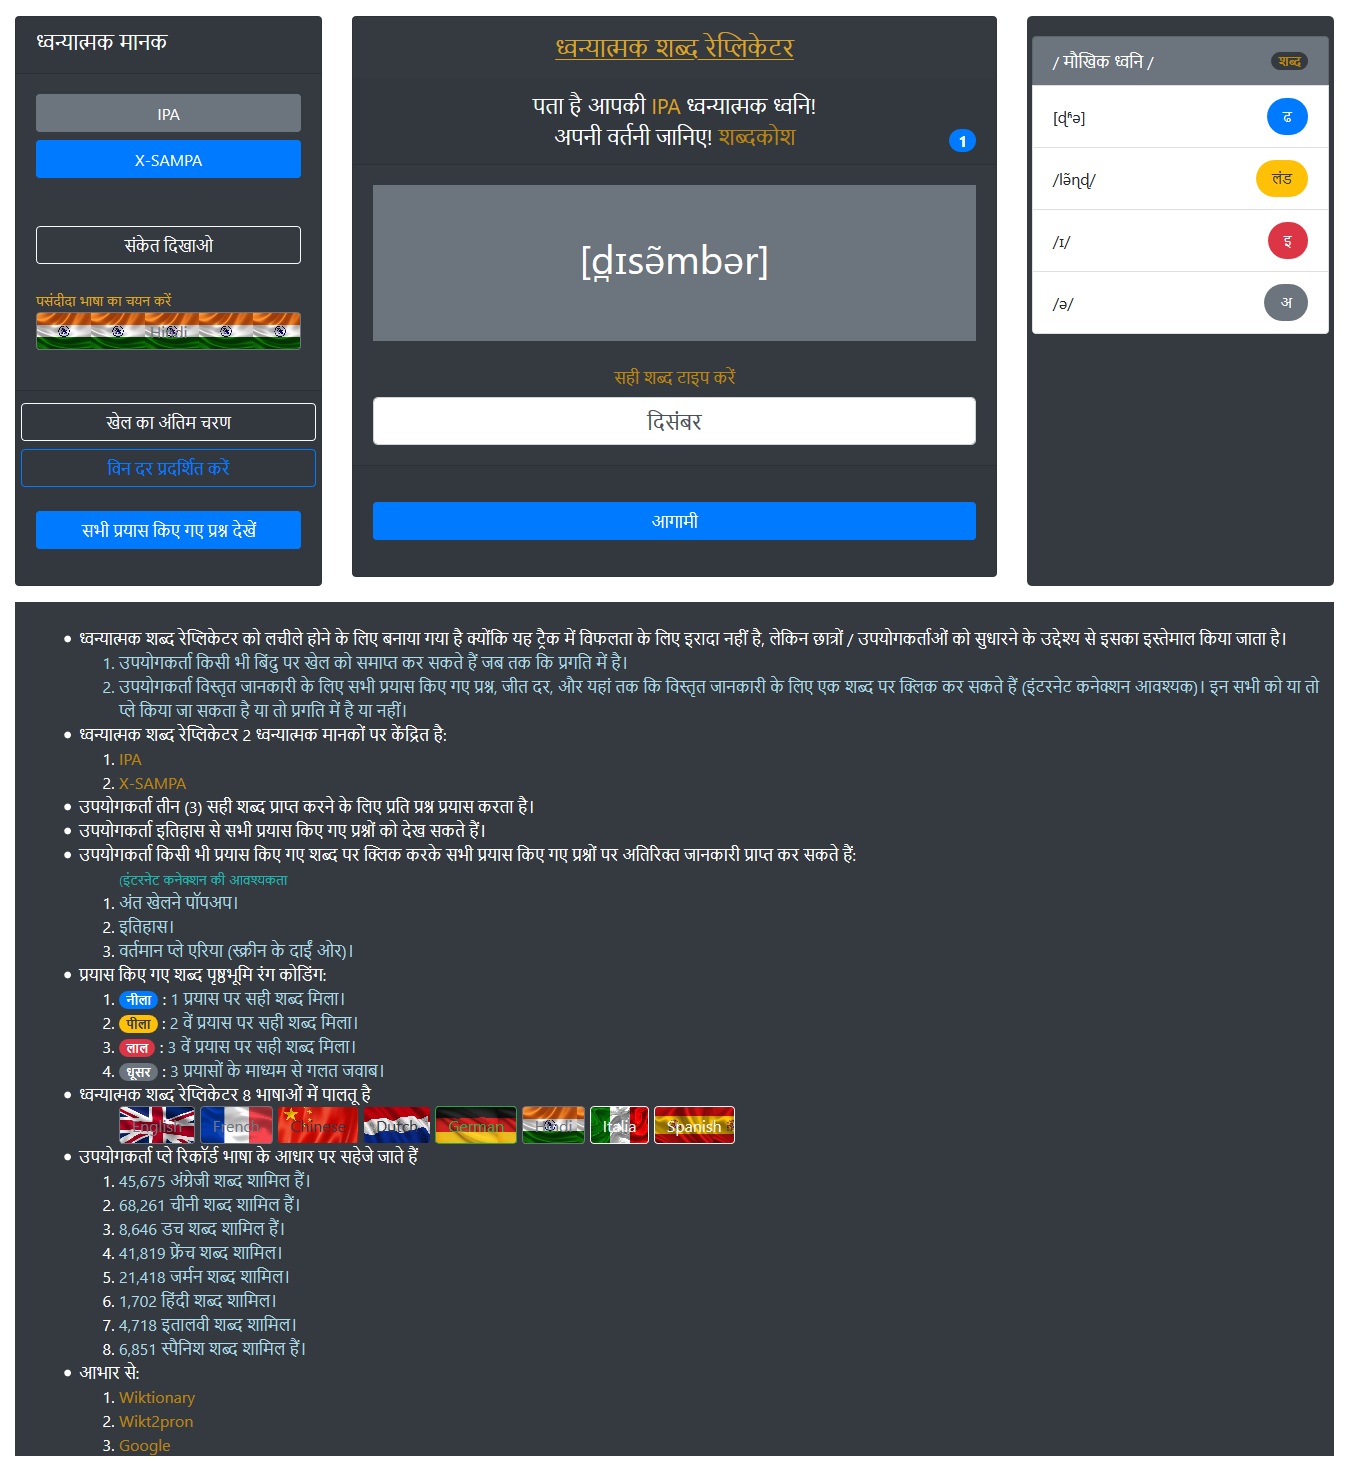 ध्वन्यात्मक मानक
IPA
X-SAMPA
संकेत दिखाओ
पसंदीदा भाषा का चयन करें
Hindi
खेल का अंतिम चरण
विन दर प्रदर्शित करें
सभी प्रयास किए गए प्रश्न देखें
ध्वन्यात्मक शब्द रेप्लिकेटर
पता है आपकी IPA ध्वन्यात्मक ध्वनि!
अपनी वर्तनी जानिए! शब्दकोश
1
[d̪ɪsə̃mbər]
सही शब्द टाइप करें
दिसंबर
आगामी
/ मौखिक ध्वनि / शब्द
[ɖʱə] ढ
/lə̃ɳɖ/ लंड
/ɪ/ इ
/ə/ अ
• ध्वन्यात्मक शब्द रेप्लिकेटर को लचीले होने के लिए बनाया गया है क्योंकि यह ट्रैक में विफलता के लिए इरादा नहीं है, लेकिन छात्रों / उपयोगकर्ताओं को सुधारने के उद्देश्य से इसका इस्तेमाल किया जाता है।
1. उपयोगकर्ता किसी भी बिंदु पर खेल को समाप्त कर सकते हैं जब तक कि प्रगति में है।
2. उपयोगकर्ता विस्तृत जानकारी के लिए सभी प्रयास किए गए प्रश्न, जीत दर, और यहां तक कि विस्तृत जानकारी के लिए एक शब्द पर क्लिक कर सकते हैं (इंटरनेट कनेक्शन आवश्यक)। इन सभी को या तो
प्ले किया जा सकता है या तो प्रगति में है या नहीं।
• ध्वन्यात्मक शब्द रेप्लिकेटर 2 ध्वन्यात्मक मानकों पर केंद्रित है:
1. IPA
2. X-SAMPA
• उपयोगकर्ता तीन (3) सही शब्द प्राप्त करने के लिए प्रति प्रश्न प्रयास करता है।
• उपयोगकर्ता इतिहास से सभी प्रयास किए गए प्रश्नों को देख सकते हैं।
• उपयोगकर्ता किसी भी प्रयास किए गए शब्द पर क्लिक करके सभी प्रयास किए गए प्रश्नों पर अतिरिक्त जानकारी प्राप्त कर सकते हैं:
(इंटरनेट कनेक्शन की आवश्यकता
1. अंत खेलने पॉपअप।
2. इतिहास।
3. वर्तमान प्ले एरिया (स्क्रीन के दाईं ओर)।
• प्रयास किए गए शब्द पृष्ठभूमि रंग कोडिंग:
1. नीला : 1 प्रयास पर सही शब्द मिला।
2. पीला : 2 वें प्रयास पर सही शब्द मिला।
3. लाल : 3 वें प्रयास पर सही शब्द मिला।
4. धूसर : 3 प्रयासों के माध्यम से गलत जवाब।
• ध्वन्यात्मक शब्द रेप्लिकेटर 8 भाषाओं में पालतू है
English French Chinese Dutch German Hindi Italia Spanish
• उपयोगकर्ता प्ले रिकॉर्ड भाषा के आधार पर सहेजे जाते हैं
1. 45,675 अंग्रेजी शब्द शामिल हैं।
2. 68,261 चीनी शब्द शामिल हैं।
3. 8,646 डच शब्द शामिल हैं।
4. 41,819 फ्रेंच शब्द शामिल।
5. 21,418 जर्मन शब्द शामिल।
6. 1,702 हिंदी शब्द शामिल।
7. 4,718 इतालवी शब्द शामिल।
8. 6,851 स्पैनिश शब्द शामिल हैं।
• आभार से:
1. Wiktionary
2. Wikt2pron
3. Google